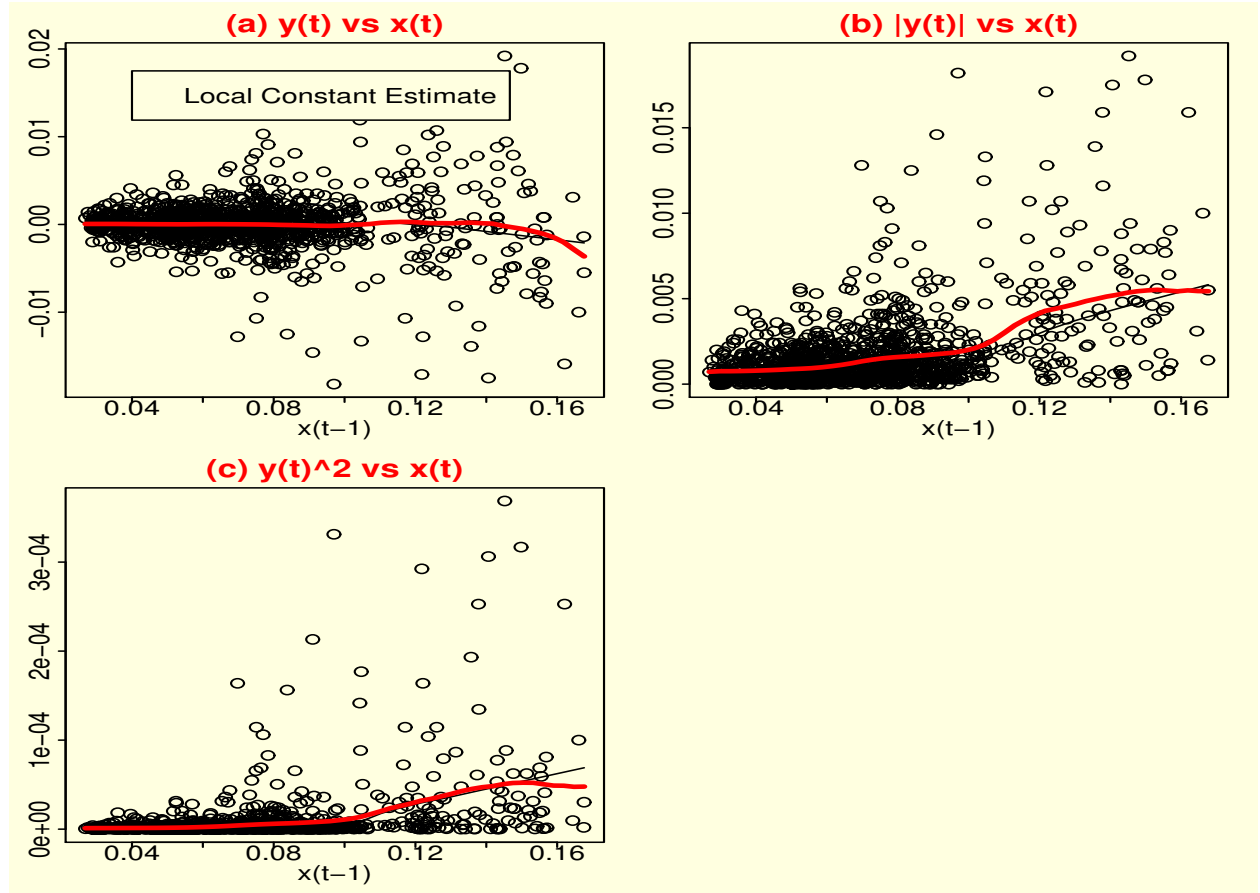 (a) y(t) vs x(t)
Local Constant Estimate
0.02
0.01
0.00
−0.01
0.04 0.08 0.12 0.16
x(t−1)
(b) |y(t)| vs x(t)
0.015
0.010
0.005
0.000
0.04 0.08 0.12 0.16
x(t−1)
(c) y(t)^2 vs x(t)
3e−04
2e−04
1e−04
0e+00
0.04 0.08 0.12 0.16
x(t−1)